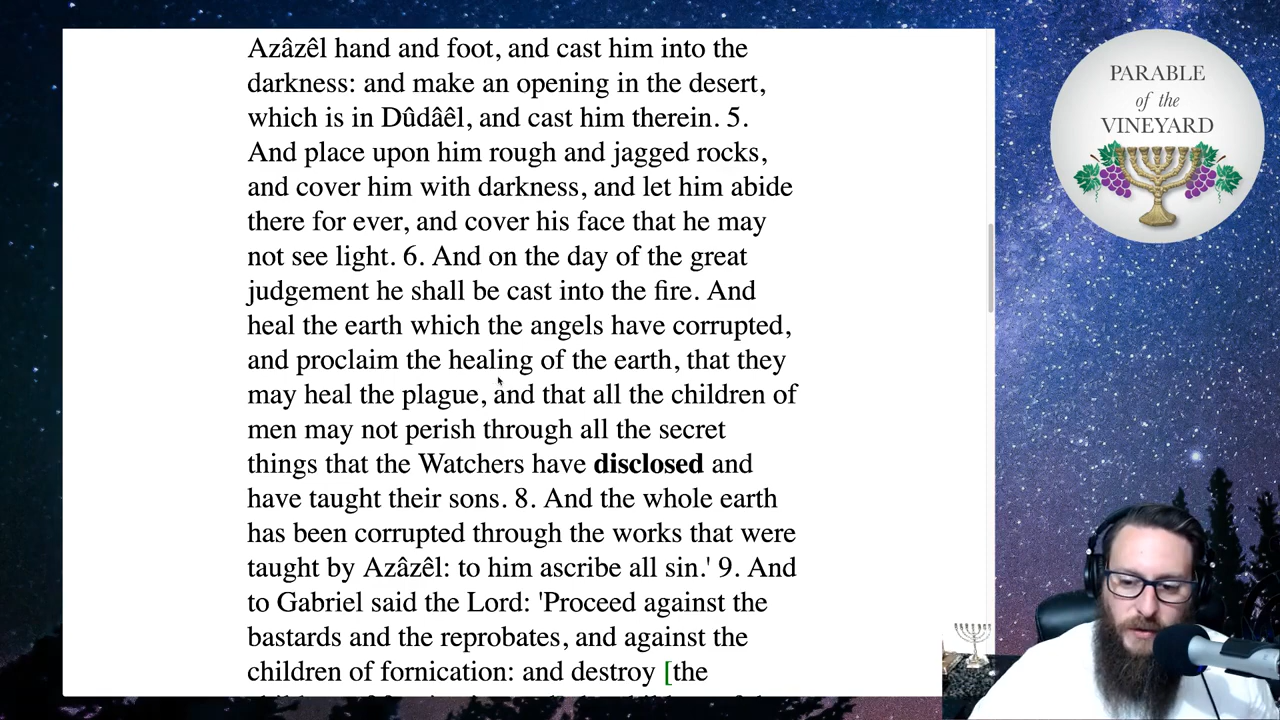 Azâzêl hand and foot, and cast him into the
darkness: and make an opening in the desert,
which is in Dûdâêl, and cast him therein. 5.
And place upon him rough and jagged rocks,
and cover him with darkness, and let him abide
there for ever, and cover his face that he may
not see light. 6. And on the day of the great
judgement he shall be cast into the fire. And
heal the earth which the angels have corrupted,
and proclaim the healing of the earth, that they
may heal the plague, and that all the children of
men may not perish through all the secret
things that the Watchers have disclosed and
have taught their sons. 8. And the whole earth
has been corrupted through the works that were
taught by Azâzêl: to him ascribe all sin.' 9. And
to Gabriel said the Lord: 'Proceed against the
bastards and the reprobates, and against the
children of fornication: and destroy [the
PARABLE
of the
VINEYARD